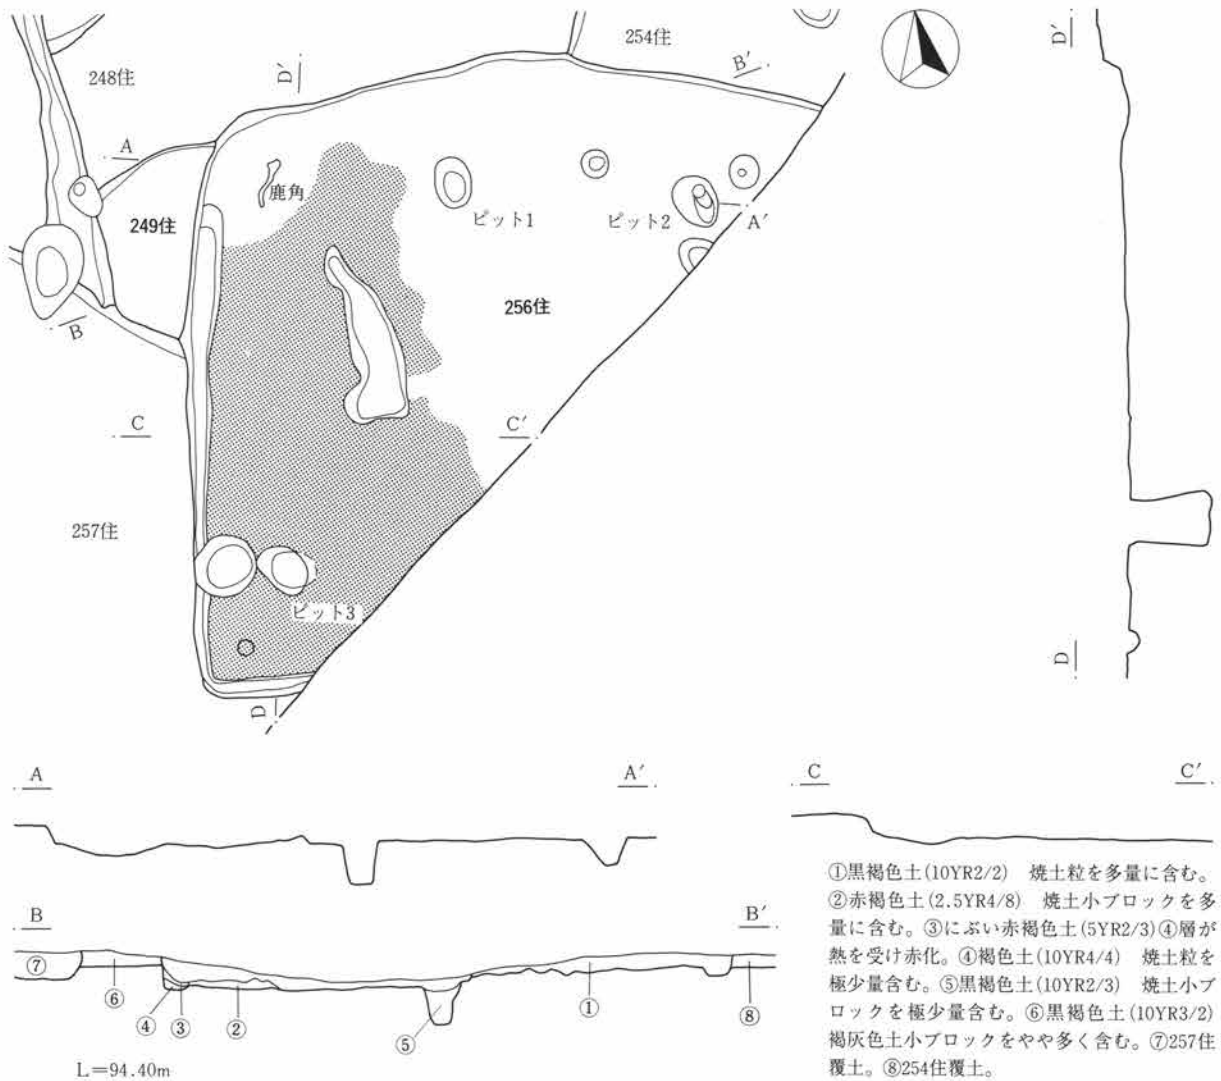 248住
254住
D'
B'
D'
A
鹿角
249住
ピット1
ピット2
A'
B
256住
C
C'
257住
ピット3
D
D
A
A'
C
C'
B
B'
⑦
⑥
④
③
②
⑤
①
⑧
L=94.40m
①黒褐色土(10YR2/2) 焼土粒を多量に含む。
②赤褐色土(2.5YR4/8) 焼土小ブロックを多
量に含む。③にぶい赤褐色土(5YR2/3)④層が
熱を受け赤化。④褐色土(10YR4/4) 焼土粒を
極少量含む。⑤黒褐色土(10YR2/3) 焼土小ブ
ロックを極少量含む。⑥黒褐色土(10YR3/2)
褐灰色土小ブロックをやや多く含む。⑦257住
覆土。⑧254住覆土。